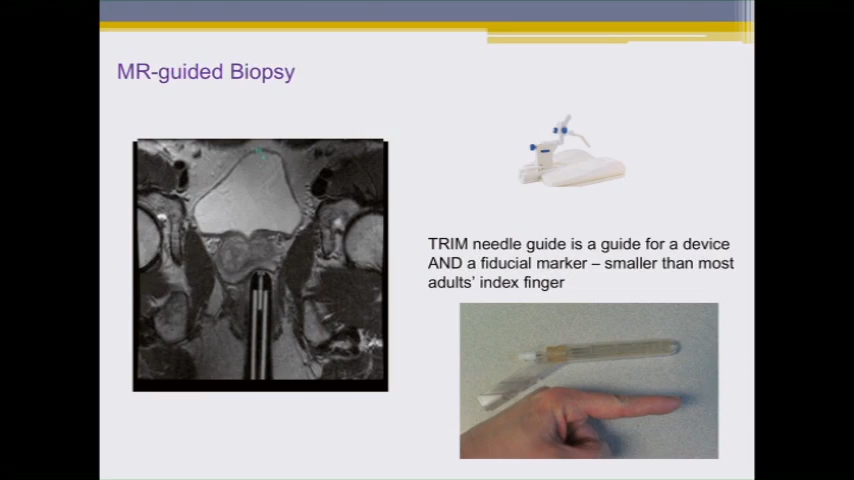 MR-guided Biopsy
TRIM needle guide is a guide for a device
AND a fiducial marker – smaller than most
adults' index finger